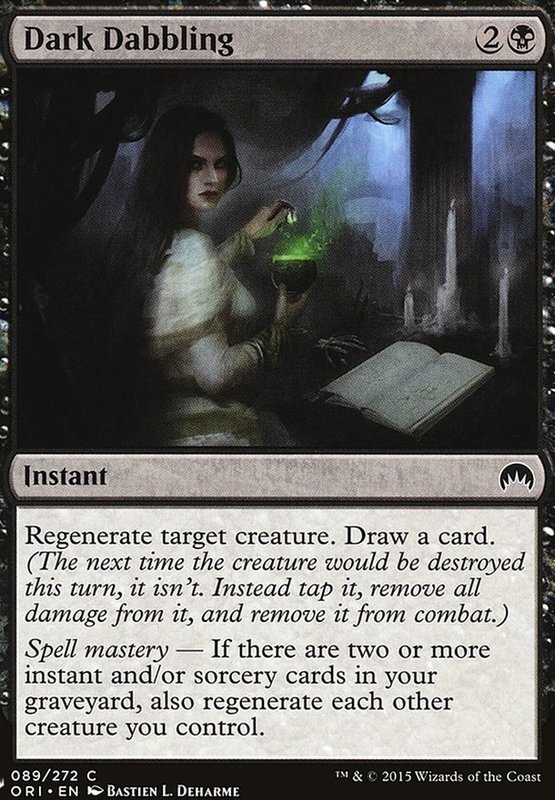 Dark Dabbling
2
Instant
Regenerate target creature. Draw a card.
(The next time the creature would be destroyed
this turn, it isn't. Instead tap it, remove all
damage from it, and remove it from combat.)
Spell mastery — If there are two or more
instant and/or sorcery cards in your
graveyard, also regenerate each other
creature you control.
089/272 C
™ & © 2015 Wizards of the Coast
ORI • EN Bastien L. Deharme